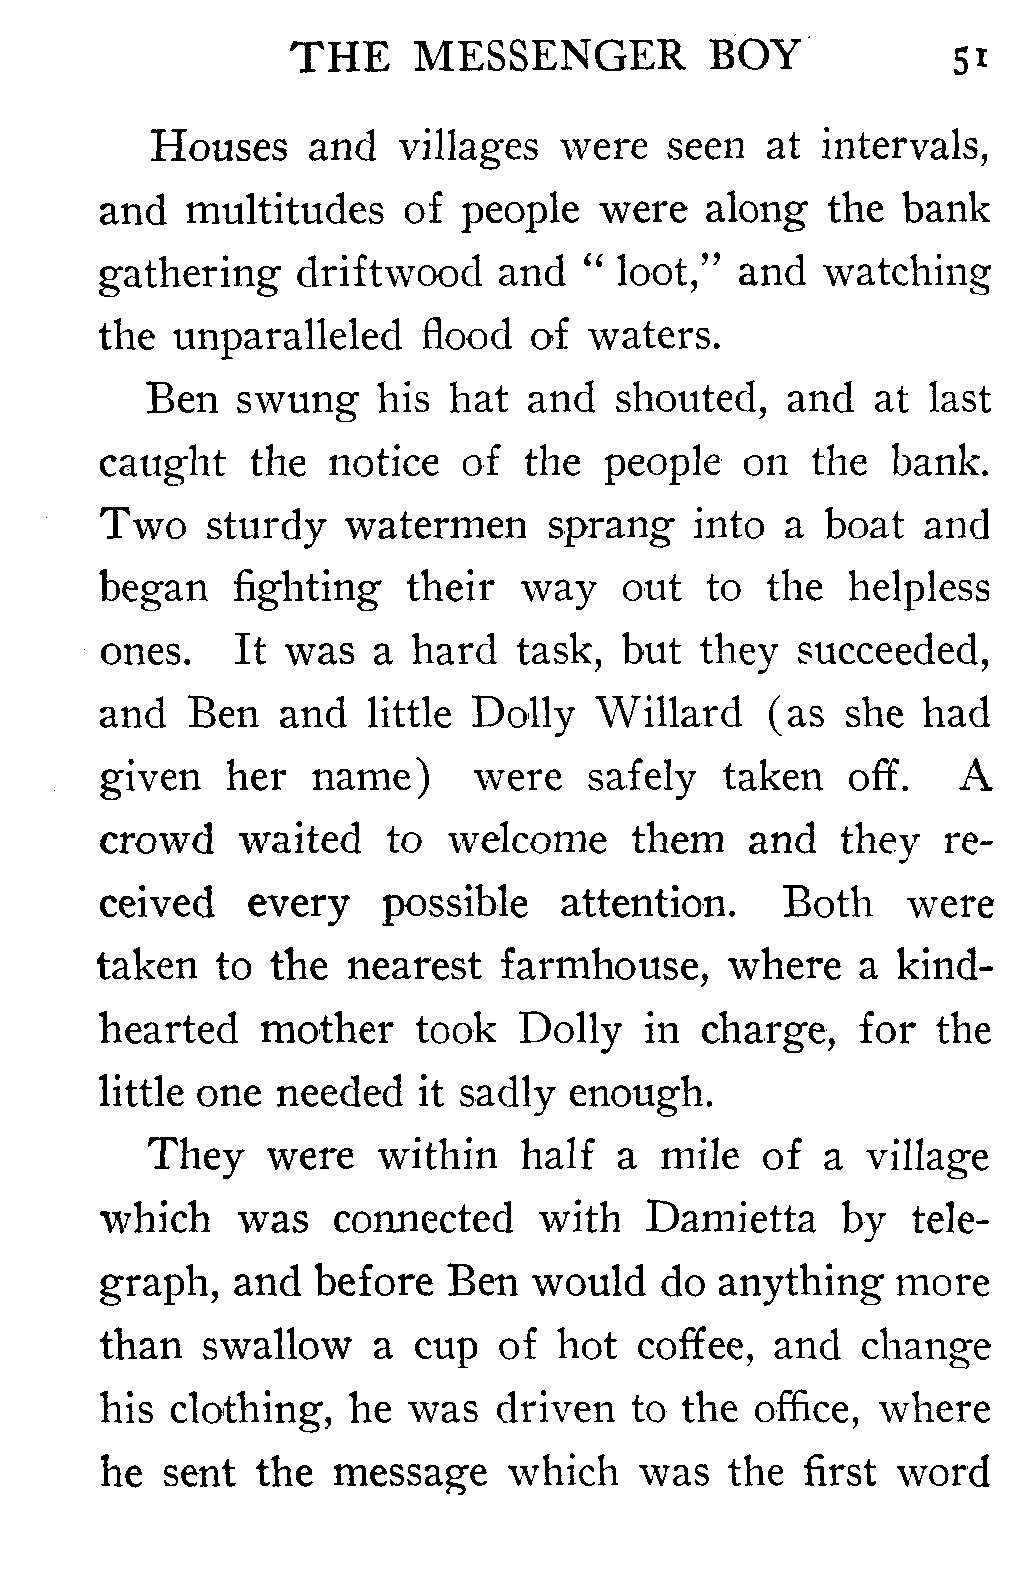 THE MESSENGER BOY 51
Houses and villages were seen at intervals,
and multitudes of people were along the bank
gathering driftwood and “ loot,” and watching
the unparalleled flood of waters.
Ben swung his hat and shouted, and at last
caught the notice of the people on the bank.
Two sturdy watermen sprang into a boat and
began fighting their way out to the helpless
ones. It was a hard task, but they succeeded,
and Ben and little Dolly Willard (as she had
given her name) were safely taken off. A
crowd waited to welcome them and they re-
ceived every possible attention. Both were
taken to the nearest farmhouse, where a kind-
hearted mother took Dolly in charge, for the
little one needed it sadly enough.
They were within half a mile of a village
which was connected with Damietta by tele-
graph, and before Ben would do anything more
than swallow a cup of hot coffee, and change
his clothing, he was driven to the office, where
he sent the message which was the first word